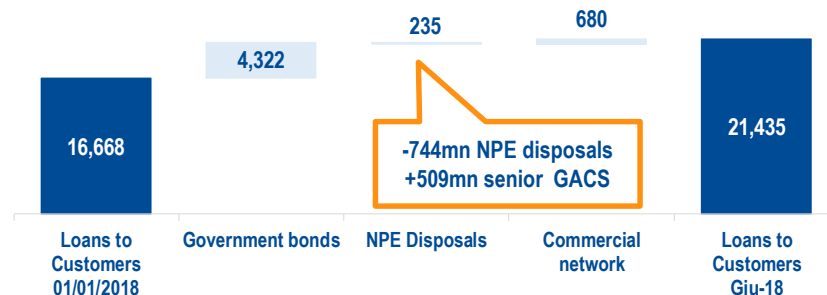 235
680
4,322
16,668
21,435
-744mn NPE disposals
+509mn senior GACS
Loans to
Customers
01/01/2018
Government bonds
NPE Disposals
Commercial
network
Loans to
Customers
Giu-18